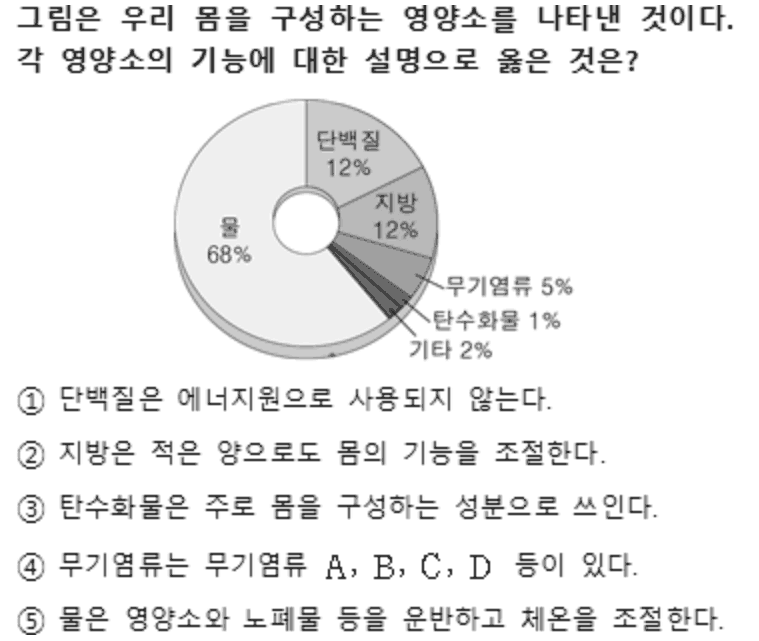 그림은 우리 몸을 구성하는 영양소를 나타낸 것이다.
각 영양소의 기능에 대한 설명으로 옳은 것은?
단백질
12%
지방
12%
물
68%
무기염류 5%
탄수화물 1%
기타 2%
① 단백질은 에너지원으로 사용되지 않는다.
② 지방은 적은 양으로도 몸의 기능을 조절한다.
③ 탄수화물은 주로 몸을 구성하는 성분으로 쓰인다.
④ 무기염류는 무기염류 A, B, C, D 등이 있다.
⑤ 물은 영양소와 노폐물 등을 운반하고 체온을 조절한다.